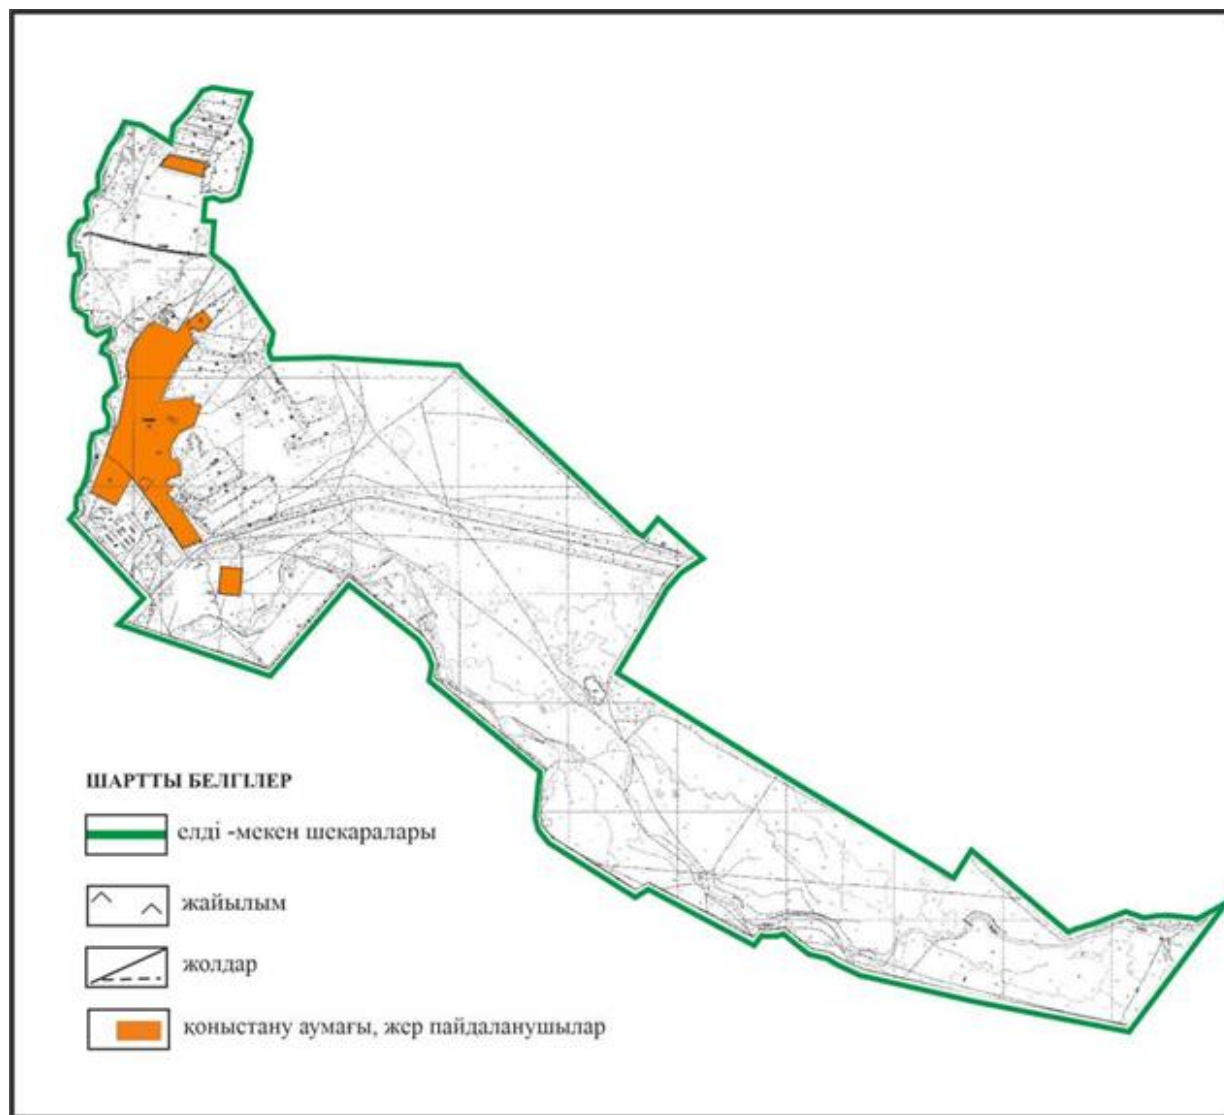 ШАРТТЫ БЕЛГІЛЕР
елді -мекен шекаралары
жайылым
жолдар
қоныстану аумағы, жер пайдаланушылар